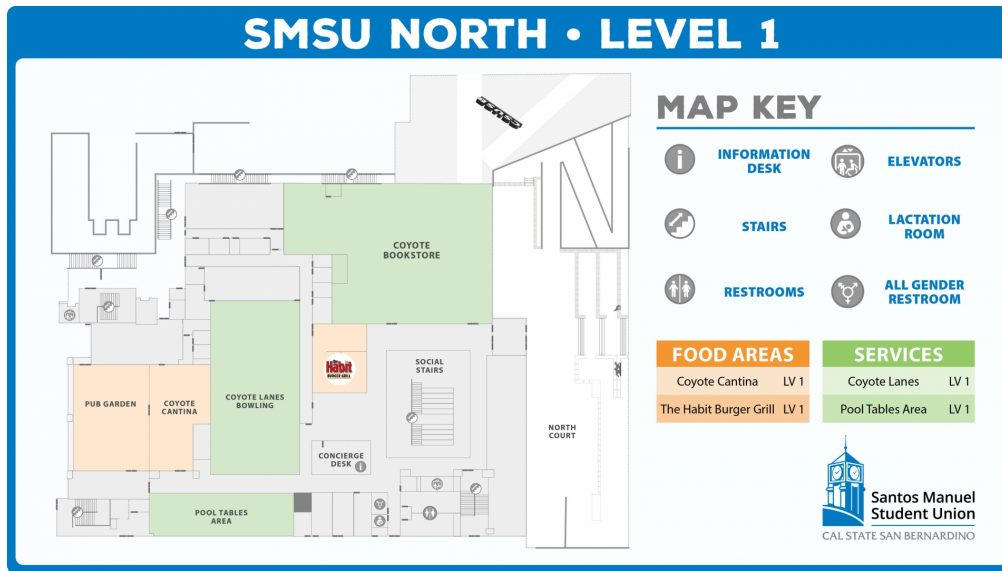 SMSU NORTH • LEVEL 1
COYOTE
BOOKSTORE
The
Habit
BURGER GRILL
SOCIAL
STAIRS
PUB GARDEN
COYOTE
CANTINA
COYOTE LANES
BOWLING
NORTH
COURT
CONCIERGE
DESK
POOL TABLES
AREA
MAP KEY
INFORMATION
DESK
ELEVATORS
STAIRS
LACTATION
ROOM
RESTROOMS
ALL GENDER
RESTROOM
FOOD AREAS
Coyote Cantina LV 1
The Habit Burger Grill LV 1
SERVICES
Coyote Lanes LV 1
Pool Tables Area LV 1
Santos Manuel
Student Union
CAL STATE SAN BERNARDINO